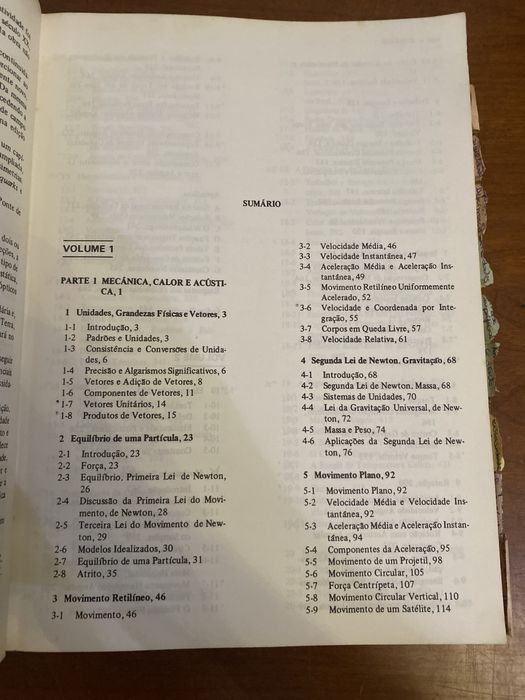 SUMÁRIO
VOLUME 1
PARTE 1 MECÂNICA, CALOR E ACÚSTI-
CA, 1
1 Unidades, Grandezas Físicas e Vetores, 3
1-1 Introdução, 3
1-2 Padrões e Unidades, 3
1-3 Consistência e Conversões de Unida-
des, 6
1-4 Precisão e Algarismos Significativos, 6
1-5 Vetores e Adição de Vetores, 8
1-6 Componentes de Vetores, 11
*1-7 Vetores Unitários, 14
*1-8 Produtos de Vetores, 15
2 Equilíbrio de uma Partícula, 23
2-1 Introdução, 23
2-2 Força, 23
2-3 Equilíbrio. Primeira Lei de Newton,
26
2-4 Discussão da Primeira Lei do Movi-
mento, de Newton, 28
2-5 Terceira Lei do Movimento de New-
ton, 29
2-6 Modelos Idealizados, 30
2-7 Equilíbrio de uma Partícula, 31
2-8 Atrito, 35
3 Movimento Retilíneo, 46
3-1 Movimento, 46
3-2 Velocidade Média, 46
3-3 Velocidade Instantânea, 47
3-4 Aceleração Média e Aceleração Ins-
tantânea, 49
3-5 Movimento Retilíneo Uniformemente
Acelerado, 52
*3-6 Velocidade e Coordenada por Inte-
gração, 55
3-7 Corpos em Queda Livre, 57
3-8 Velocidade Relativa, 61
4 Segunda Lei de Newton. Gravitação, 68
4-1 Introdução, 68
4-2 Segunda Lei de Newton. Massa, 68
4-3 Sistemas de Unidades, 70
4-4 Lei da Gravitação Universal, de New-
ton, 72
4-5 Massa e Peso, 74
4-6 Aplicações da Segunda Lei de New-
ton, 76
5 Movimento Plano, 92
5-1 Movimento Plano, 92
5-2 Velocidade Média e Velocidade Ins-
tantânea, 92
5-3 Aceleração Média e Aceleração Instan-
tânea, 94
5-4 Componentes da Aceleração, 95
5-5 Movimento de um Projetil, 98
5-6 Movimento Circular, 105
5-7 Força Centrípeta, 107
5-8 Movimento Circular Vertical, 110
5-9 Movimento de um Satélite, 114